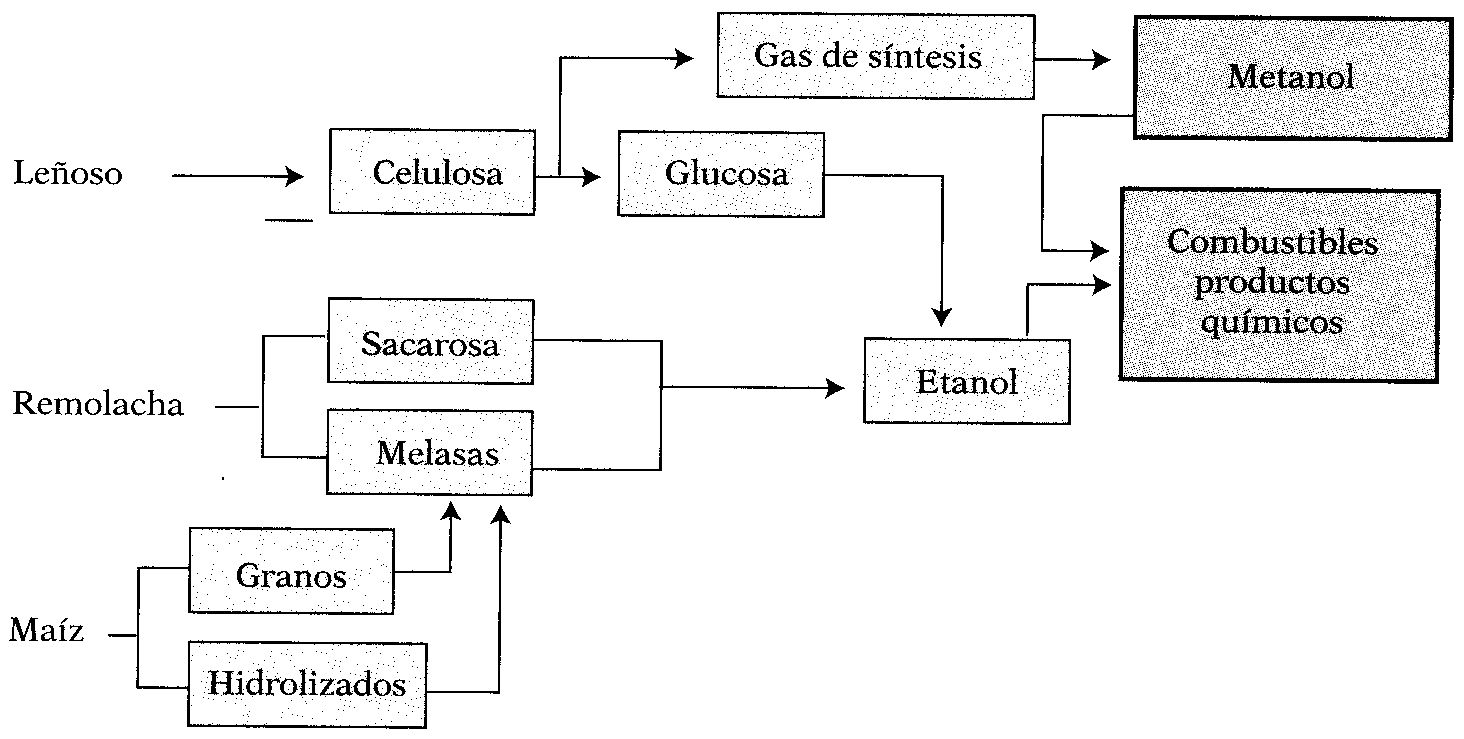 Gas de síntesis
Metanol
Leñoso
Celulosa
Glucosa
Combustibles
productos
químicos
Sacarosa
Remolacha
Etanol
Melasas
Granos
Maíz
Hidrolizados